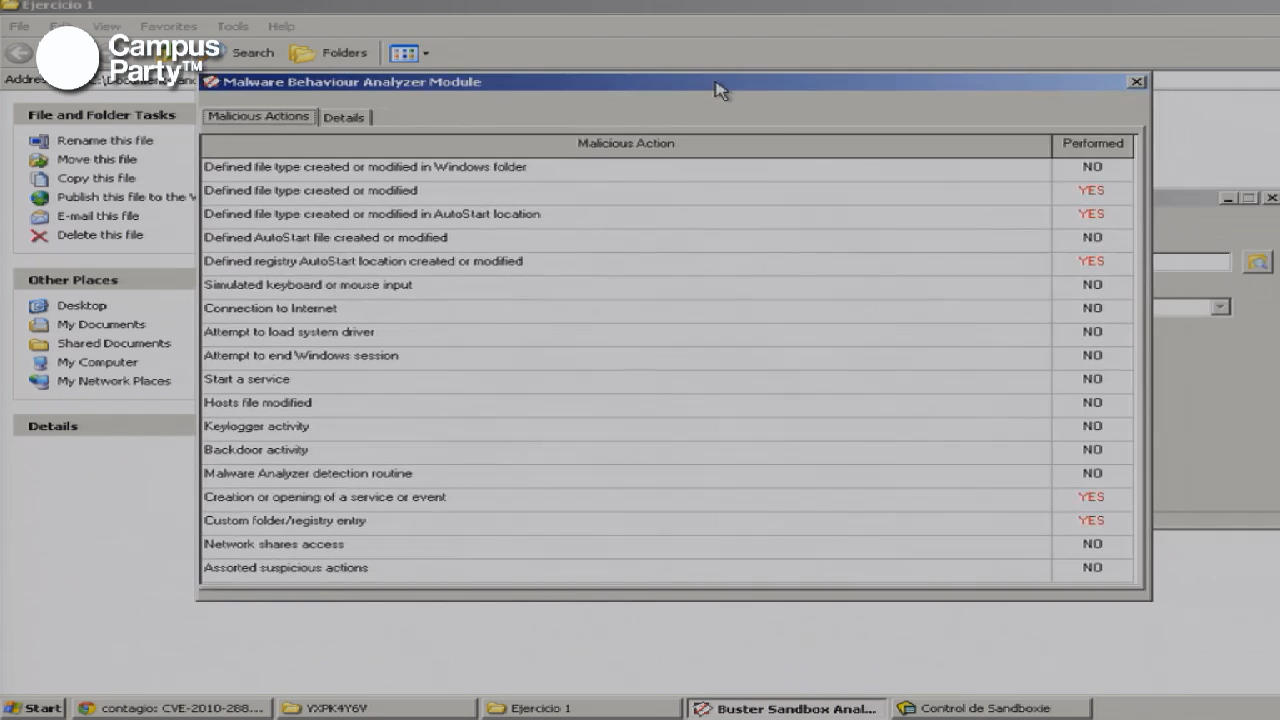 Ejercicio 1
File Edit View Favorites Tools Help
Campus
Party™
Search Folders
Malware Behaviour Analyzer Module
Malicious Actions Details
Malicious Action Performed
Defined file type created or modified in Windows folder NO
Defined file type created or modified YES
Defined file type created or modified in AutoStart location YES
Defined AutoStart file created or modified NO
Defined registry AutoStart location created or modified YES
Simulated keyboard or mouse input NO
Connection to Internet NO
Attempt to load system driver NO
Attempt to end Windows session NO
Start a service NO
Hosts file modified NO
Keylogger activity NO
Backdoor activity NO
Malware Analyzer detection routine NO
Creation or opening of a service or event YES
Custom folder/registry entry YES
Network shares access NO
Assorted suspicious actions NO
File and Folder Tasks
Rename this file
Move this file
Copy this file
Publish this file to the
E-mail this file
Delete this file
Other Places
Desktop
My Documents
Shared Documents
My Computer
My Network Places
Details
Start contagio: CVE-2010-288... YXPK4Y6V Ejercicio 1 Buster Sandbox Anal... Control de Sandboxie